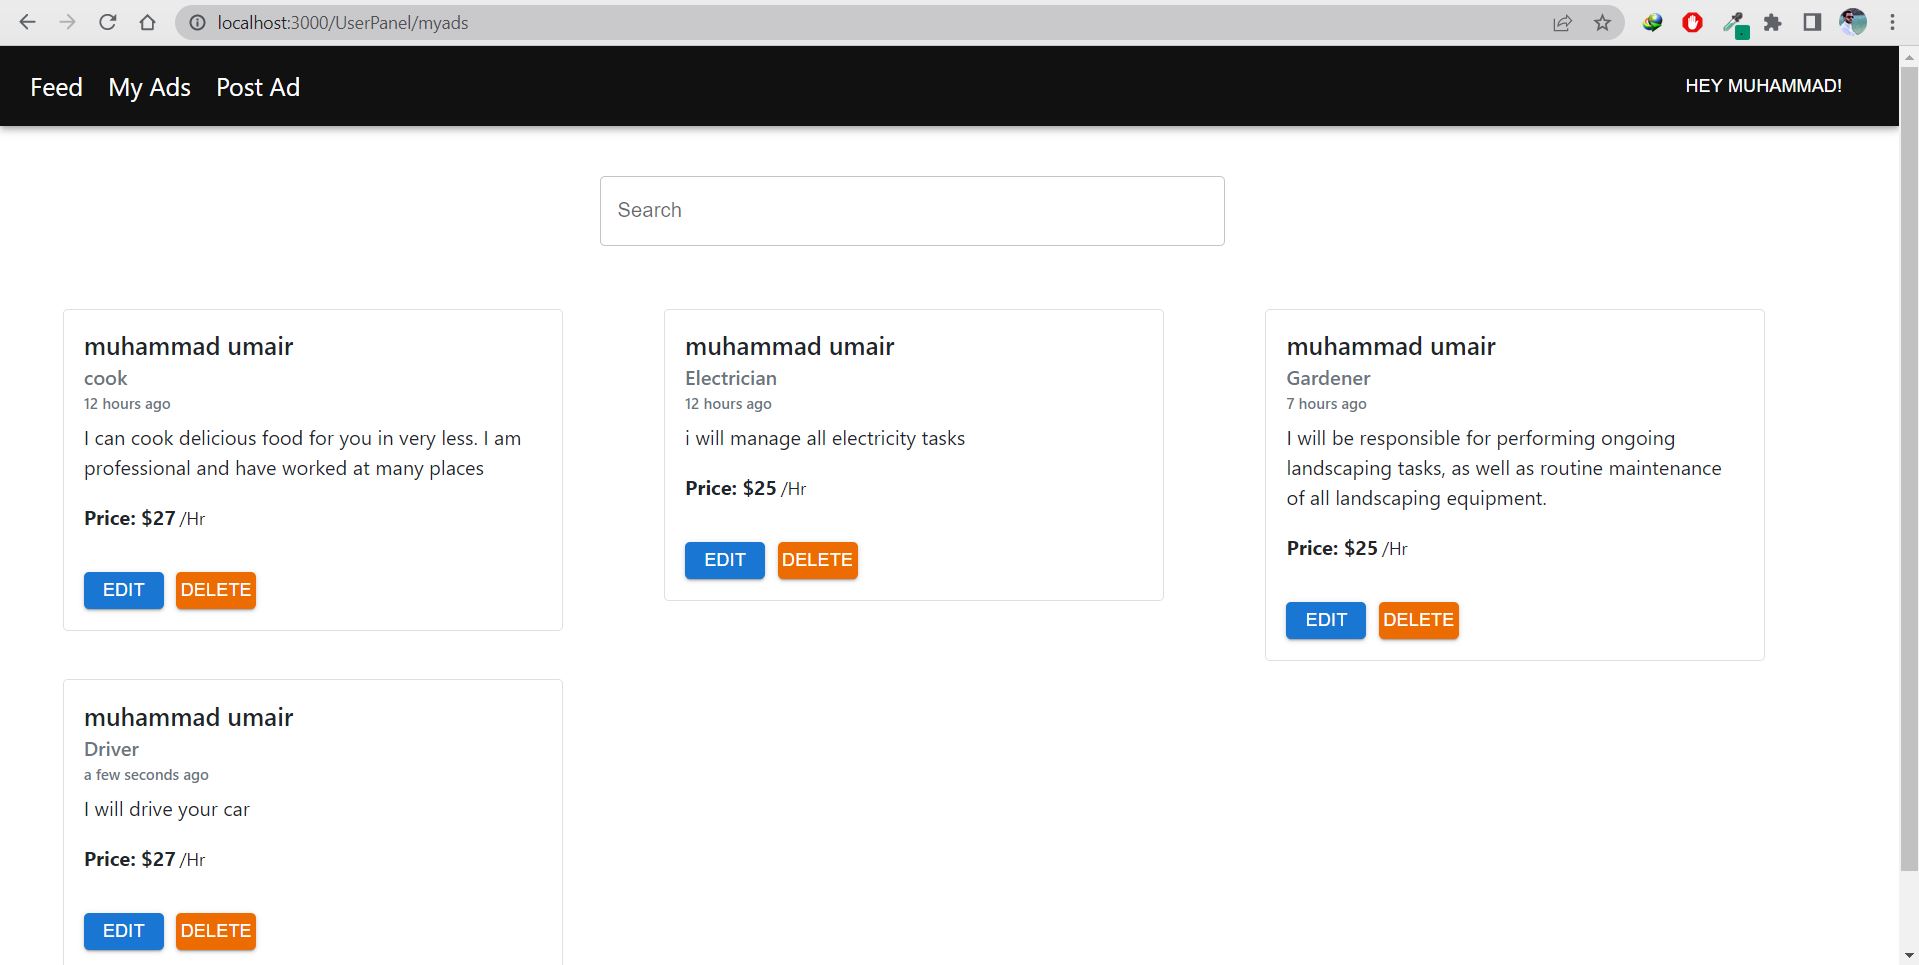 localhost:3000/UserPanel/myads
Feed My Ads Post Ad
HEY MUHAMMAD!
Search
muhammad umair
cook
12 hours ago
I can cook delicious food for you in very less. I am
professional and have worked at many places
Price: $27 /Hr
EDIT DELETE
muhammad umair
Electrician
12 hours ago
i will manage all electricity tasks
Price: $25 /Hr
EDIT DELETE
muhammad umair
Gardener
7 hours ago
I will be responsible for performing ongoing
landscaping tasks, as well as routine maintenance
of all landscaping equipment.
Price: $25 /Hr
EDIT DELETE
muhammad umair
Driver
a few seconds ago
I will drive your car
Price: $27 /Hr
EDIT DELETE